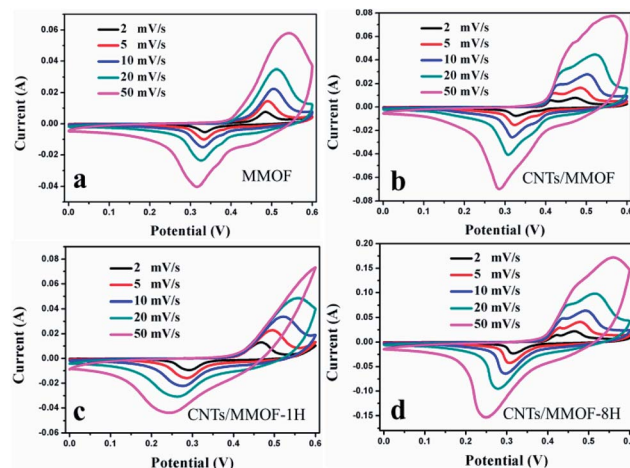 2 mV/s
5 mV/s
10 mV/s
20 mV/s
50 mV/s
Current (A)
0.06
0.04
0.02
0.00
-0.02
-0.04
a
MMOF
0.0 0.1 0.2 0.3 0.4 0.5 0.6
Potential (V)
2 mV/s
5 mV/s
10 mV/s
20 mV/s
50 mV/s
Current (A)
0.08
0.06
0.04
0.02
0.00
-0.02
-0.04
-0.06
-0.08
b
CNTs/MMOF
0.0 0.1 0.2 0.3 0.4 0.5 0.6
Potential (V)
2 mV/s
5 mV/s
10 mV/s
20 mV/s
50 mV/s
Current (A)
0.08
0.06
0.04
0.02
0.00
-0.02
-0.04
-0.06
c
CNTs/MMOF-1H
0.0 0.1 0.2 0.3 0.4 0.5 0.6
Potential (V)
2 mV/s
5 mV/s
10 mV/s
20 mV/s
50 mV/s
Current (A)
0.20
0.15
0.10
0.05
0.00
-0.05
-0.10
-0.15
d
CNTs/MMOF-8H
0.0 0.1 0.2 0.3 0.4 0.5 0.6
Potential (V)